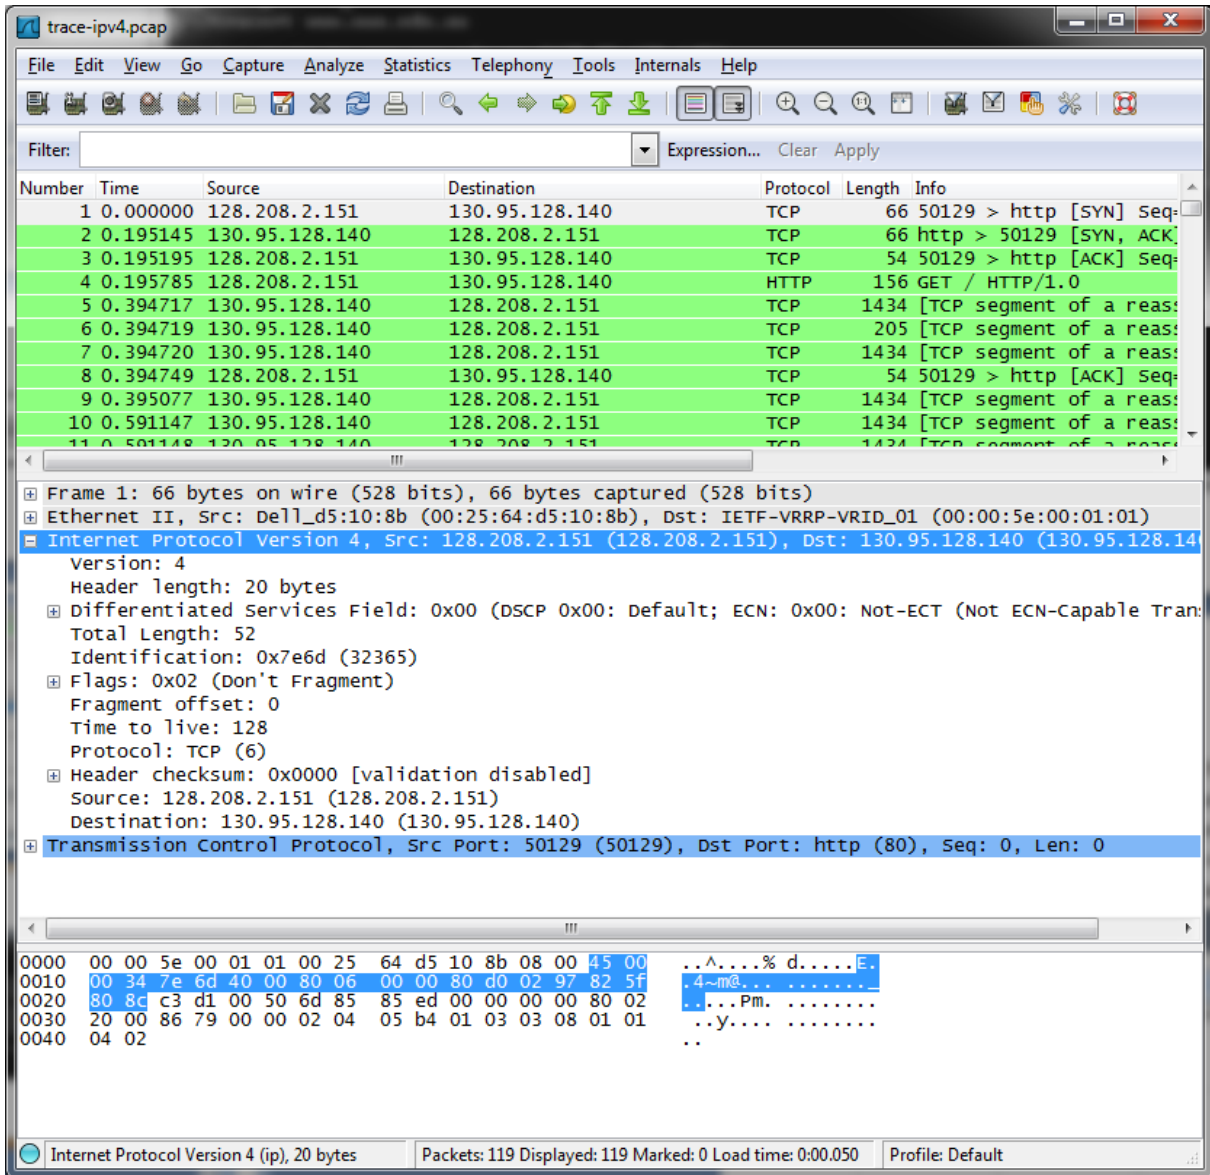 trace-ipv4.pcap
File Edit View Go Capture Analyze Statistics Telephony Tools Internals Help
Filter: Expression... Clear Apply
Number Time Source Destination Protocol Length Info
1 0.000000 128.208.2.151 130.95.128.140 TCP 66 50129 > http [SYN] Seq=
2 0.195145 130.95.128.140 128.208.2.151 TCP 66 http > 50129 [SYN, ACK]
3 0.195195 128.208.2.151 130.95.128.140 TCP 54 50129 > http [ACK] Seq=
4 0.195785 128.208.2.151 130.95.128.140 HTTP 156 GET / HTTP/1.0
5 0.394717 130.95.128.140 128.208.2.151 TCP 1434 [TCP segment of a reas
6 0.394719 130.95.128.140 128.208.2.151 TCP 205 [TCP segment of a reas
7 0.394720 130.95.128.140 128.208.2.151 TCP 1434 [TCP segment of a reas
8 0.394749 128.208.2.151 130.95.128.140 TCP 54 50129 > http [ACK] Seq=
9 0.395077 130.95.128.140 128.208.2.151 TCP 1434 [TCP segment of a reas
10 0.591147 130.95.128.140 128.208.2.151 TCP 1434 [TCP segment of a reas
11 0.591148 130.95.128.140 128.208.2.151 TCP 1434 [TCP segment of a reas
Frame 1: 66 bytes on wire (528 bits), 66 bytes captured (528 bits)
Ethernet II, Src: Dell_d5:10:8b (00:25:64:d5:10:8b), Dst: IETF-VRRP-VRID_01 (00:00:5e:00:01:01)
Internet Protocol Version 4, Src: 128.208.2.151 (128.208.2.151), Dst: 130.95.128.140 (130.95.128.14
Version: 4
Header length: 20 bytes
Differentiated Services Field: 0x00 (DSCP 0x00: Default; ECN: 0x00: Not-ECT (Not ECN-Capable Tran
Total Length: 52
Identification: 0x7e6d (32365)
Flags: 0x02 (Don't Fragment)
Fragment offset: 0
Time to live: 128
Protocol: TCP (6)
Header checksum: 0x0000 [validation disabled]
Source: 128.208.2.151 (128.208.2.151)
Destination: 130.95.128.140 (130.95.128.140)
Transmission Control Protocol, Src Port: 50129 (50129), Dst Port: http (80), Seq: 0, Len: 0
0000 00 00 5e 00 01 01 00 25 64 d5 10 8b 08 00 45 00 ..^....% d.....E.
0010 00 34 7e 6d 40 00 80 06 00 00 80 d0 02 97 82 5f .4~m@... ......._
0020 80 8c c3 d1 00 50 6d 85 85 ed 00 00 00 00 80 02 .....Pm. ........
0030 20 00 86 79 00 00 02 04 05 b4 01 03 03 08 01 01 ..y.... ........
0040 04 02 ..
Internet Protocol Version 4 (ip), 20 bytes Packets: 119 Displayed: 119 Marked: 0 Load time: 0:00.050 Profile: Default